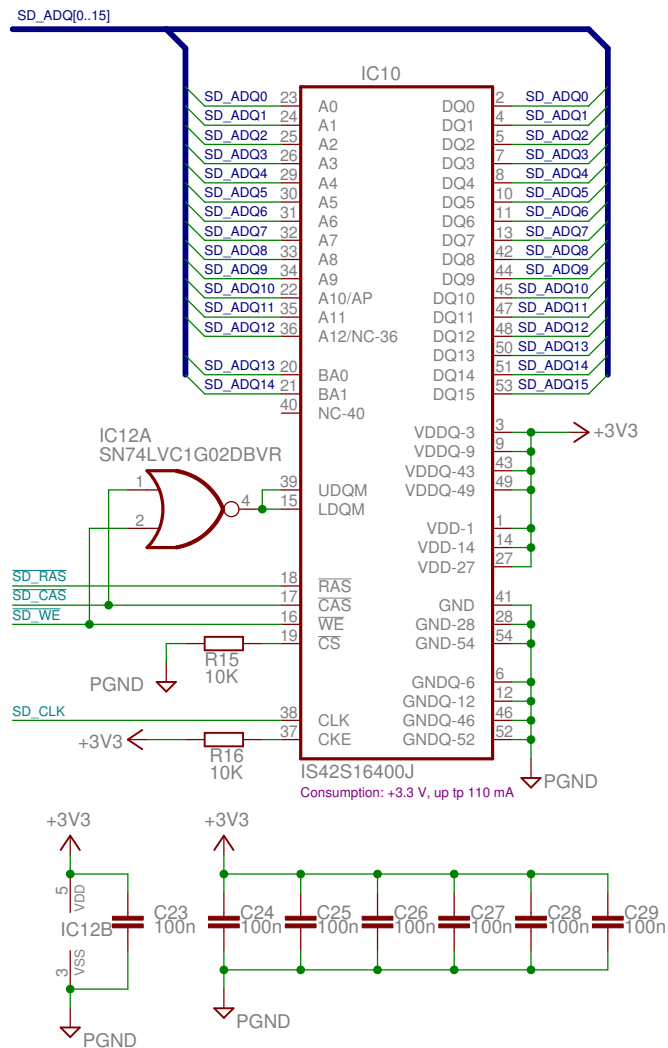 SD_ADQ[0..15]
IC10
SD_ADQ0 23 A0 DQ0 2 SD_ADQ0
SD_ADQ1 24 A1 DQ1 4 SD_ADQ1
SD_ADQ2 25 A2 DQ2 5 SD_ADQ2
SD_ADQ3 26 A3 DQ3 7 SD_ADQ3
SD_ADQ4 29 A4 DQ4 8 SD_ADQ4
SD_ADQ5 30 A5 DQ5 10 SD_ADQ5
SD_ADQ6 31 A6 DQ6 11 SD_ADQ6
SD_ADQ7 32 A7 DQ7 13 SD_ADQ7
SD_ADQ8 33 A8 DQ8 42 SD_ADQ8
SD_ADQ9 34 A9 DQ9 44 SD_ADQ9
SD_ADQ10 22 A10/AP DQ10 45 SD_ADQ10
SD_ADQ11 35 A11 DQ11 47 SD_ADQ11
SD_ADQ12 36 A12/NC-36 DQ12 48 SD_ADQ12
DQ13 50 SD_ADQ13
SD_ADQ13 20 BA0 DQ14 51 SD_ADQ14
SD_ADQ14 21 BA1 DQ15 53 SD_ADQ15
40 NC-40
VDDQ-3 3 +3V3
IC12A
SN74LVC1G02DBVR
VDDQ-9 9
VDDQ-43 43
1 39 UDQM VDDQ-49 49
4 15 LDQM
2 VDD-1 1
VDD-14 14
VDD-27 27
SD_RAS 18 RAS
SD_CAS 17 CAS GND 41
SD_WE 16 WE GND-28 28
19 CS GND-54 54
R15
10K
PGND
GNDQ-6 6
GNDQ-12 12
SD_CLK 38 CLK GNDQ-46 46
+3V3 37 CKE GNDQ-52 52
R16
10K
IS42S16400J
PGND
Consumption: +3.3 V, up tp 110 mA
+3V3 +3V3
5 VDD
IC12B
3 VSS
C23
100n
C24
100n
C25
100n
C26
100n
C27
100n
C28
100n
C29
100n
PGND PGND